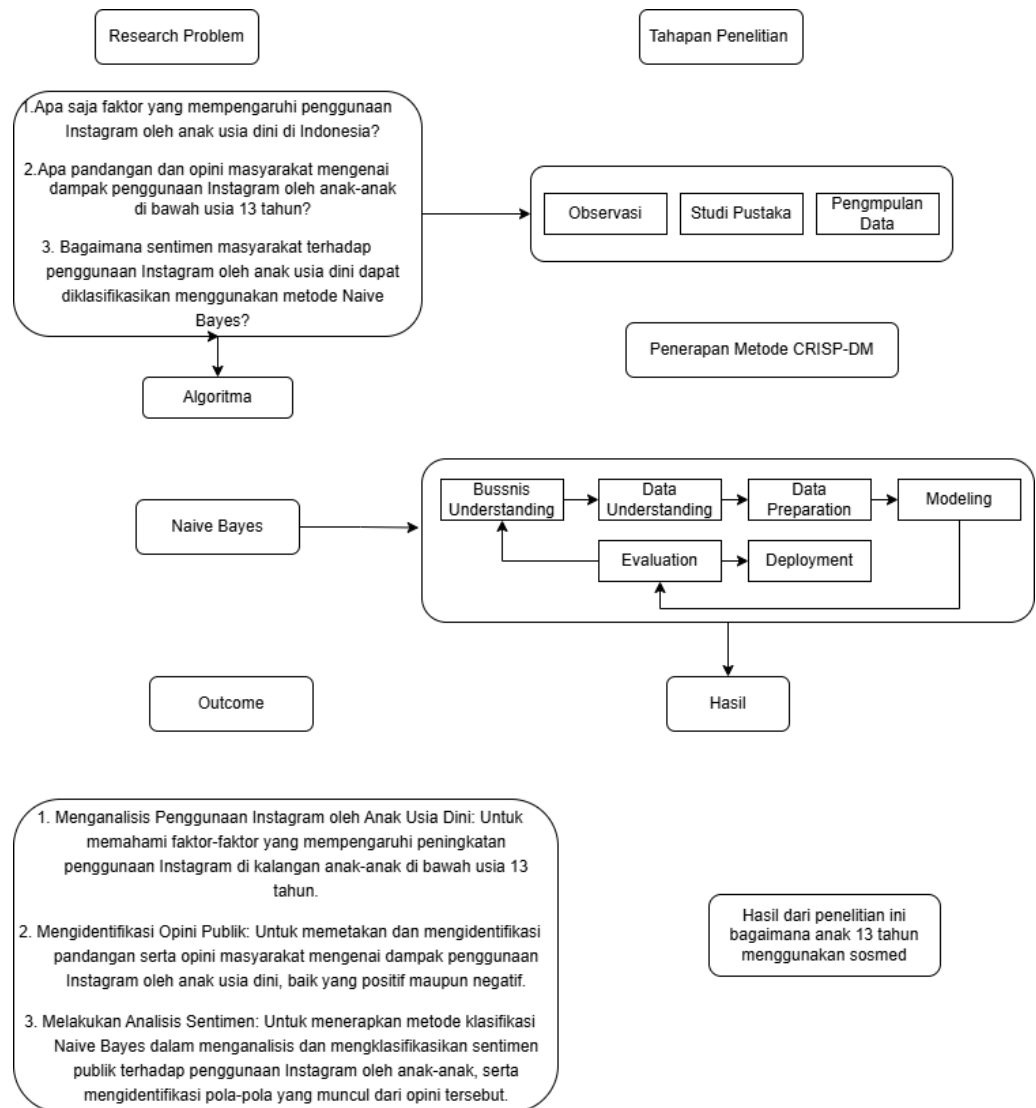 Research Problem
Tahapan Penelitian
1.Apa saja faktor yang mempengaruhi penggunaan
Instagram oleh anak usia dini di Indonesia?
2.Apa pandangan dan opini masyarakat mengenai
dampak penggunaan Instagram oleh anak-anak
di bawah usia 13 tahun?
3. Bagaimana sentimen masyarakat terhadap
penggunaan Instagram oleh anak usia dini dapat
diklasifikasikan menggunakan metode Naive
Bayes?
Observasi
Studi Pustaka
Pengmpulan
Data
Penerapan Metode CRISP-DM
Algoritma
Naive Bayes
Bussnis
Understanding
Data
Understanding
Data
Preparation
Modeling
Evaluation
Deployment
Outcome
Hasil
1. Menganalisis Penggunaan Instagram oleh Anak Usia Dini: Untuk
memahami faktor-faktor yang mempengaruhi peningkatan
penggunaan Instagram di kalangan anak-anak di bawah usia 13
tahun.
2. Mengidentifikasi Opini Publik: Untuk memetakan dan mengidentifikasi
pandangan serta opini masyarakat mengenai dampak penggunaan
Instagram oleh anak usia dini, baik yang positif maupun negatif.
3. Melakukan Analisis Sentimen: Untuk menerapkan metode klasifikasi
Naive Bayes dalam menganalisis dan mengklasifikasikan sentimen
publik terhadap penggunaan Instagram oleh anak-anak, serta
mengidentifikasi pola-pola yang muncul dari opini tersebut.
Hasil dari penelitian ini
bagaimana anak 13 tahun
menggunakan sosmed